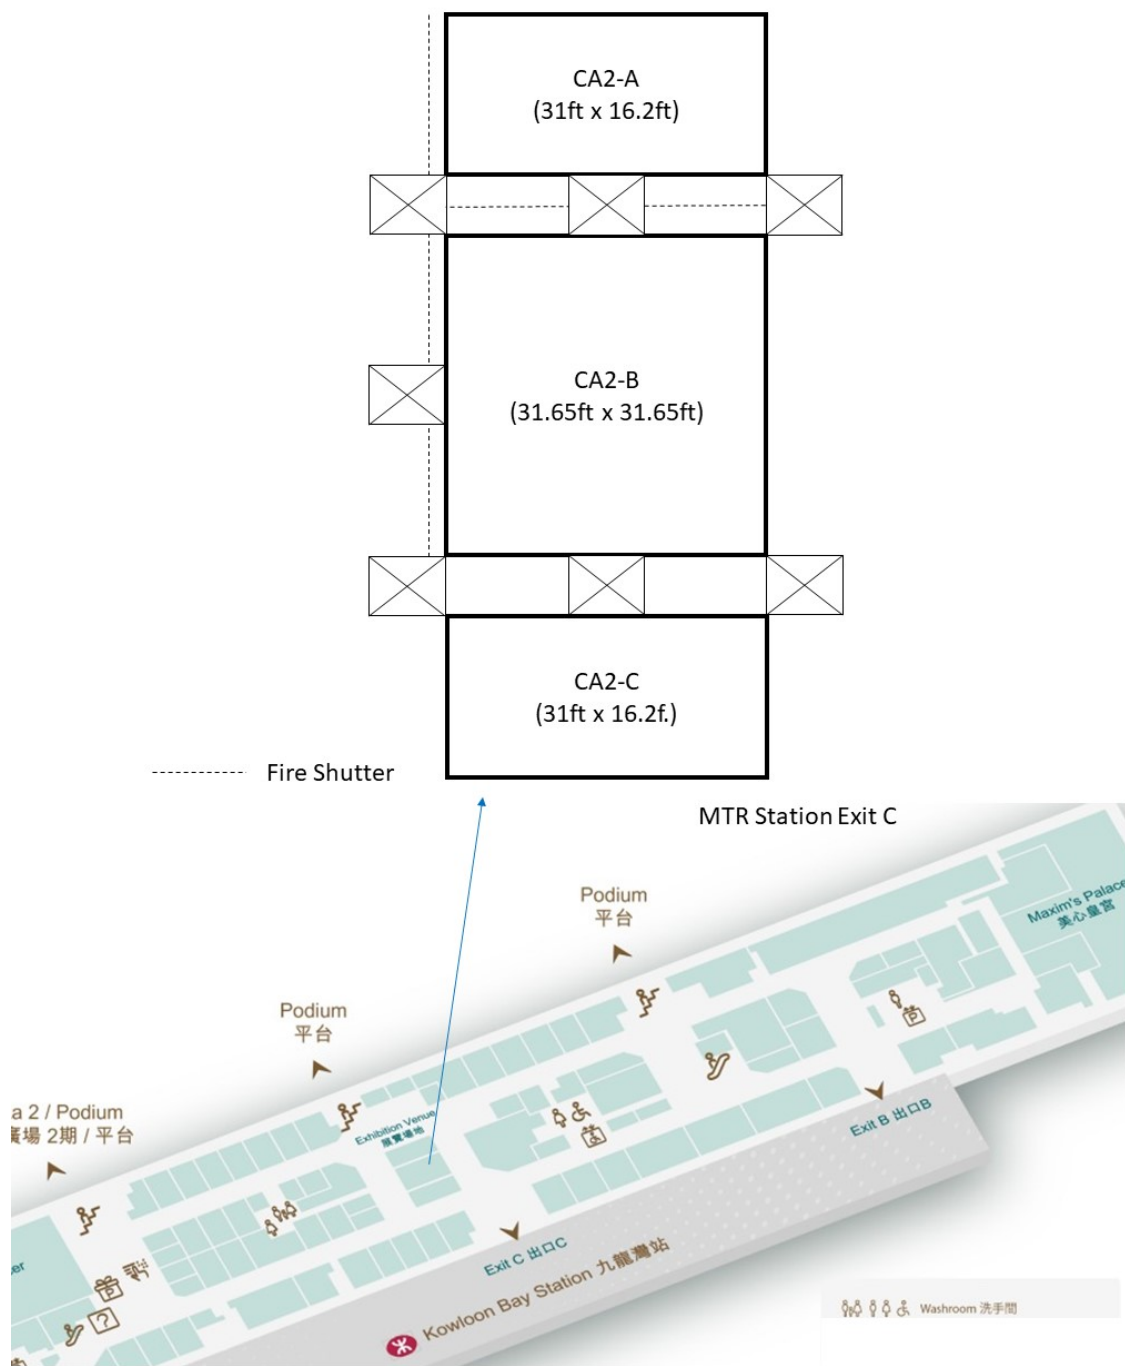 CA2-A
(31ft x 16.2ft)
CA2-B
(31.65ft x 31.65ft)
CA2-C
(31ft x 16.2f.)
Fire Shutter
MTR Station Exit C
Maxim's Palace
美心皇宮
Podium
平台
Podium
平台
a 2 / Podium
廣場 2期 / 平台
Exhibition Venue
展覽場地
Exit B 出口B
Exit C 出口C
Kowloon Bay Station 九龍灣站
er
P
?
Washroom 洗手間